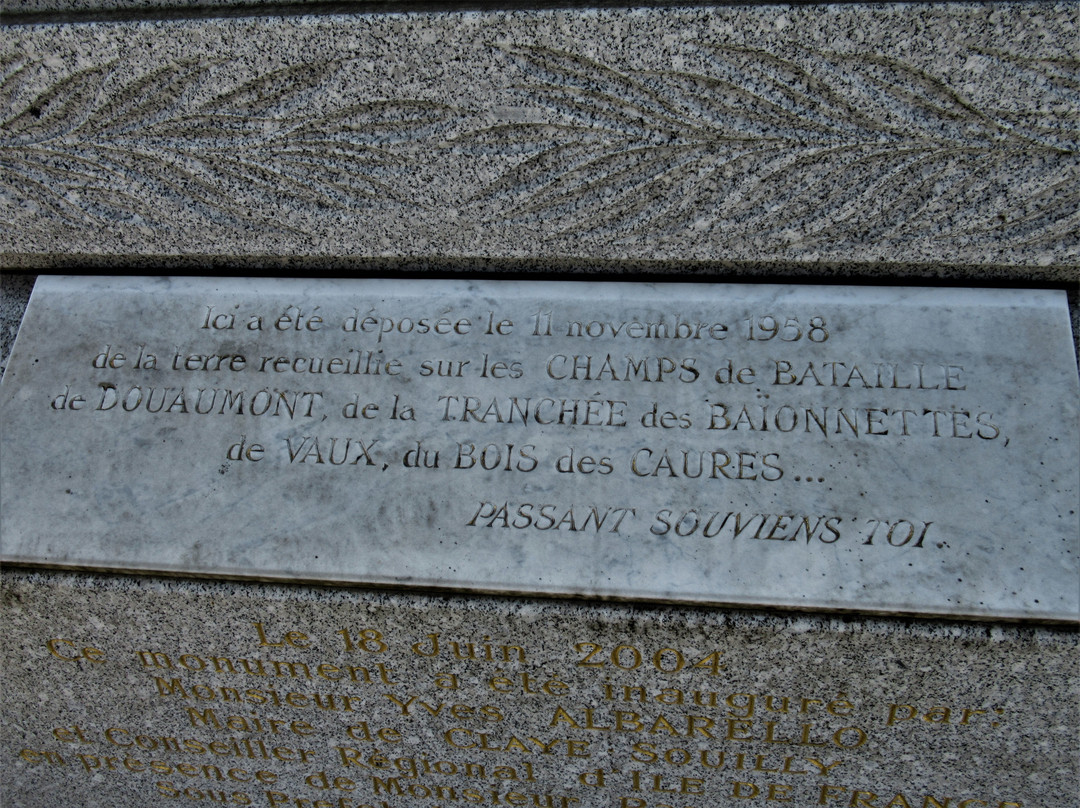 Ici a été déposée le 11 novembre 1958
de la terre recueillie sur les CHAMPS de BATAILLE
de DOUAUMONT, de la TRANCHÉE des BAÏONNETTES,
de VAUX, du BOIS des CAURES...
PASSANT SOUVIENS TOI.
Le 18 Juin 2004
Ce monument a été inauguré par:
Monsieur Yves ALBARELLO
Maire de CLAYE SOUILLY
et Conseiller Régional d'ILE DE FRANC
en présence de Monsieur
Sous Préf